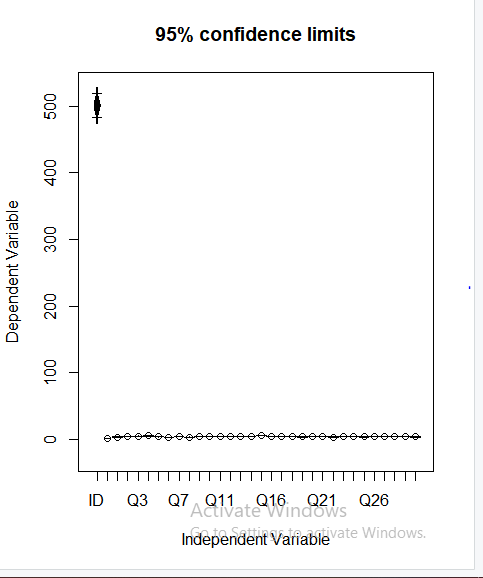 95% confidence limits
Dependent Variable
500
400
300
200
100
0
ID Q3 Q7 Q11 Q16 Q21 Q26
Activate Windows
Go to Settings to activate Windows.
Independent Variable